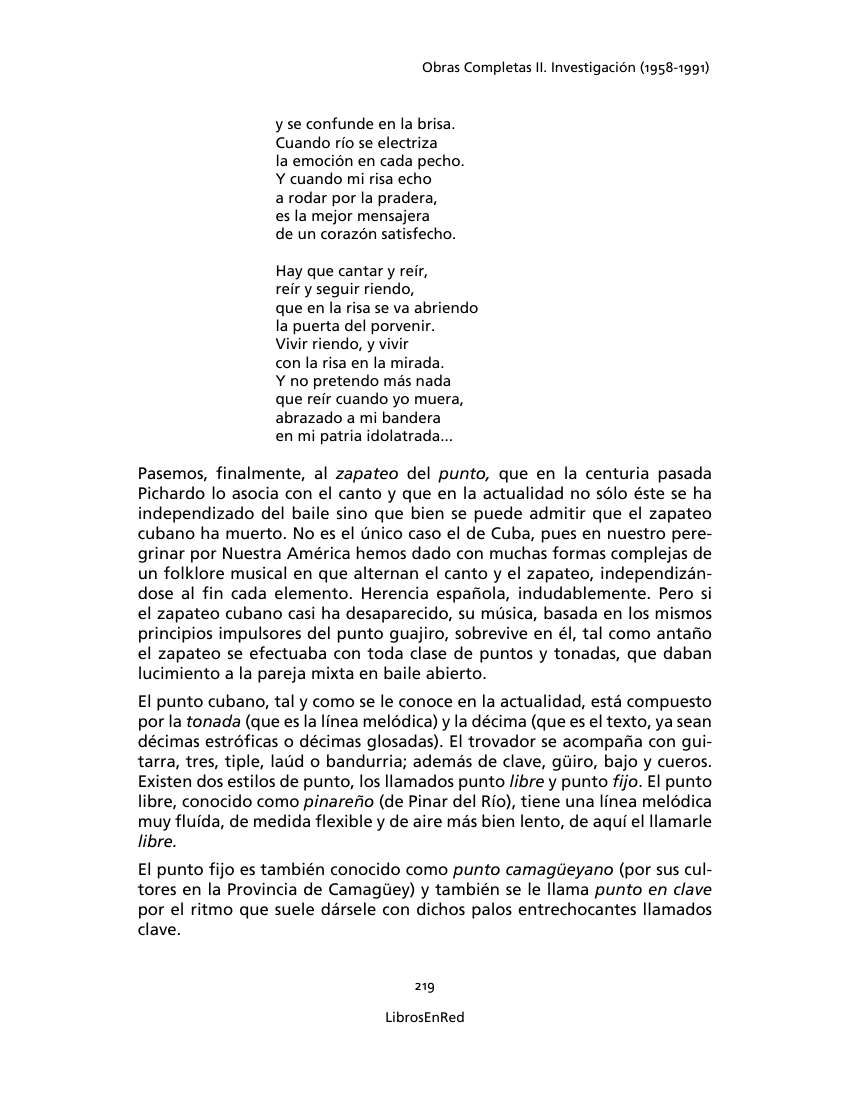 Obras Completas II. Investigación (1958-1991)
y se confunde en la brisa.
Cuando río se electriza
la emoción en cada pecho.
Y cuando mi risa echo
a rodar por la pradera,
es la mejor mensajera
de un corazón satisfecho.
Hay que cantar y reír,
reír y seguir riendo,
que en la risa se va abriendo
la puerta del porvenir.
Vivir riendo, y vivir
con la risa en la mirada.
Y no pretendo más nada
que reír cuando yo muera,
abrazado a mi bandera
en mi patria idolatrada...
Pasemos, finalmente, al zapateo del punto, que en la centuria pasada
Pichardo lo asocia con el canto y que en la actualidad no sólo éste se ha
independizado del baile sino que bien se puede admitir que el zapateo
cubano ha muerto. No es el único caso el de Cuba, pues en nuestro pere-
grinar por Nuestra América hemos dado con muchas formas complejas de
un folklore musical en que alternan el canto y el zapateo, independizán-
dose al fin cada elemento. Herencia española, indudablemente. Pero si
el zapateo cubano casi ha desaparecido, su música, basada en los mismos
principios impulsores del punto guajiro, sobrevive en él, tal como antaño
el zapateo se efectuaba con toda clase de puntos y tonadas, que daban
lucimiento a la pareja mixta en baile abierto.
El punto cubano, tal y como se le conoce en la actualidad, está compuesto
por la tonada (que es la línea melódica) y la décima (que es el texto, ya sean
décimas estróficas o décimas glosadas). El trovador se acompaña con gui-
tarra, tres, tiple, laúd o bandurria; además de clave, güiro, bajo y cueros.
Existen dos estilos de punto, los llamados punto libre y punto fijo. El punto
libre, conocido como pinareño (de Pinar del Río), tiene una línea melódica
muy fluída, de medida flexible y de aire más bien lento, de aquí el llamarle
libre.
El punto fijo es también conocido como punto camagüeyano (por sus cul-
tores en la Provincia de Camagüey) y también se le llama punto en clave
por el ritmo que suele dársele con dichos palos entrechocantes llamados
clave.
219
LibrosEnRed